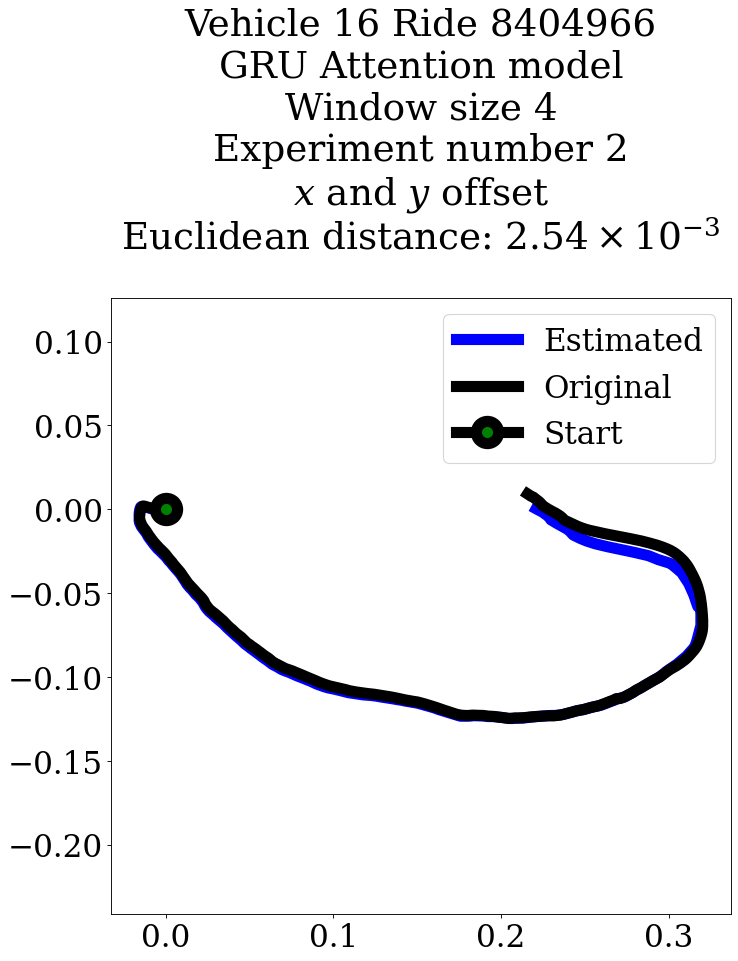 Vehicle 16 Ride 8404966
GRU Attention model
Window size 4
Experiment number 2
x and y offset
Euclidean distance: 2.54 × 10⁻³
Estimated
Original
Start
0.10
0.05
0.00
−0.05
−0.10
−0.15
−0.20
0.0 0.1 0.2 0.3